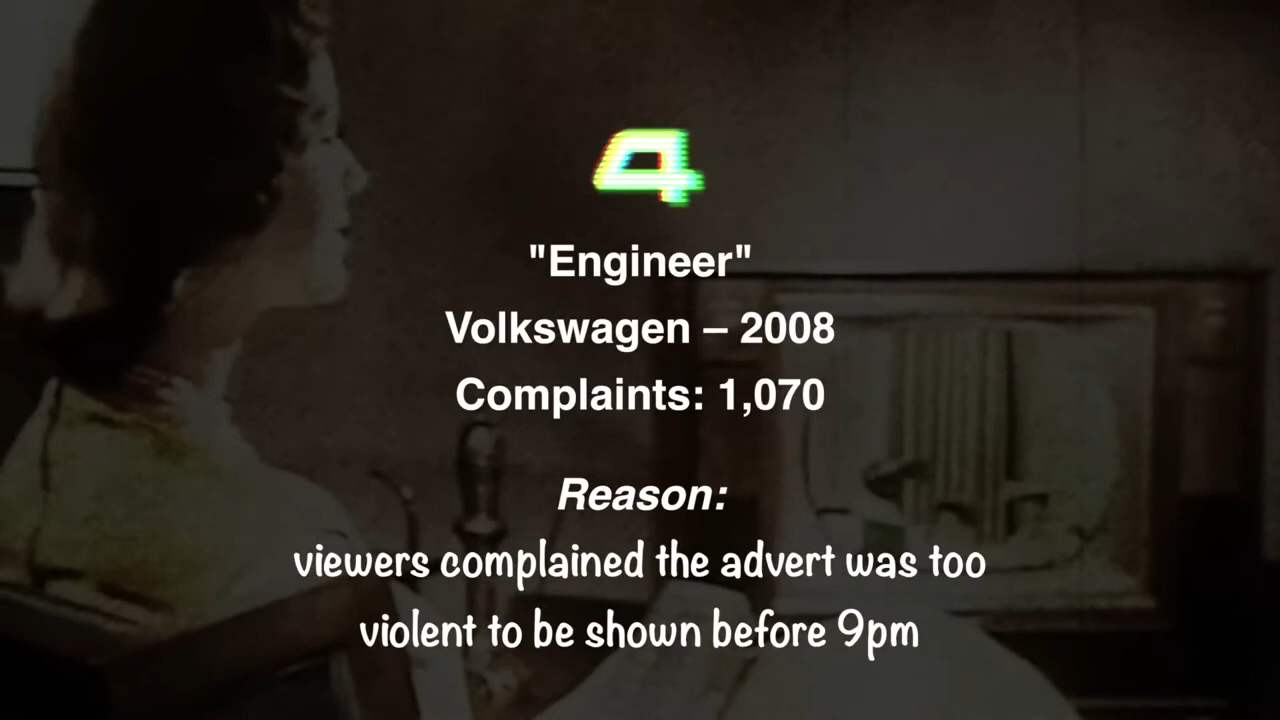 4
"Engineer"
Volkswagen – 2008
Complaints: 1,070
Reason:
viewers complained the advert was too
violent to be shown before 9pm